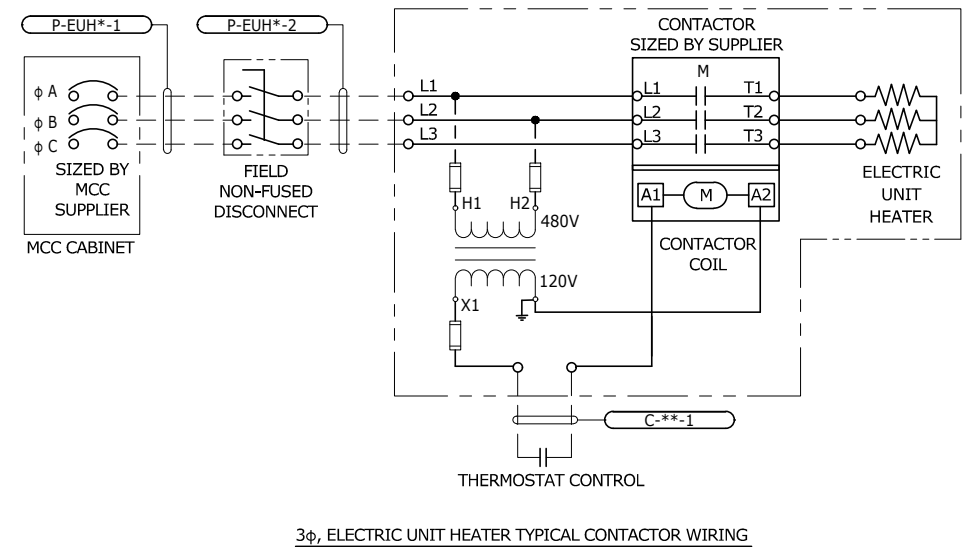 P-EUH*-1
P-EUH*-2
CONTACTOR
SIZED BY SUPPLIER
M
ϕ A
L1
L1
T1
ϕ B
L2
L2
T2
ϕ C
L3
L3
T3
SIZED BY
MCC
SUPPLIER
MCC CABINET
FIELD
NON-FUSED
DISCONNECT
ELECTRIC
UNIT
HEATER
A1
M
A2
H1
H2
480V
CONTACTOR
COIL
120V
X1
C-**-1
THERMOSTAT CONTROL
3ϕ, ELECTRIC UNIT HEATER TYPICAL CONTACTOR WIRING